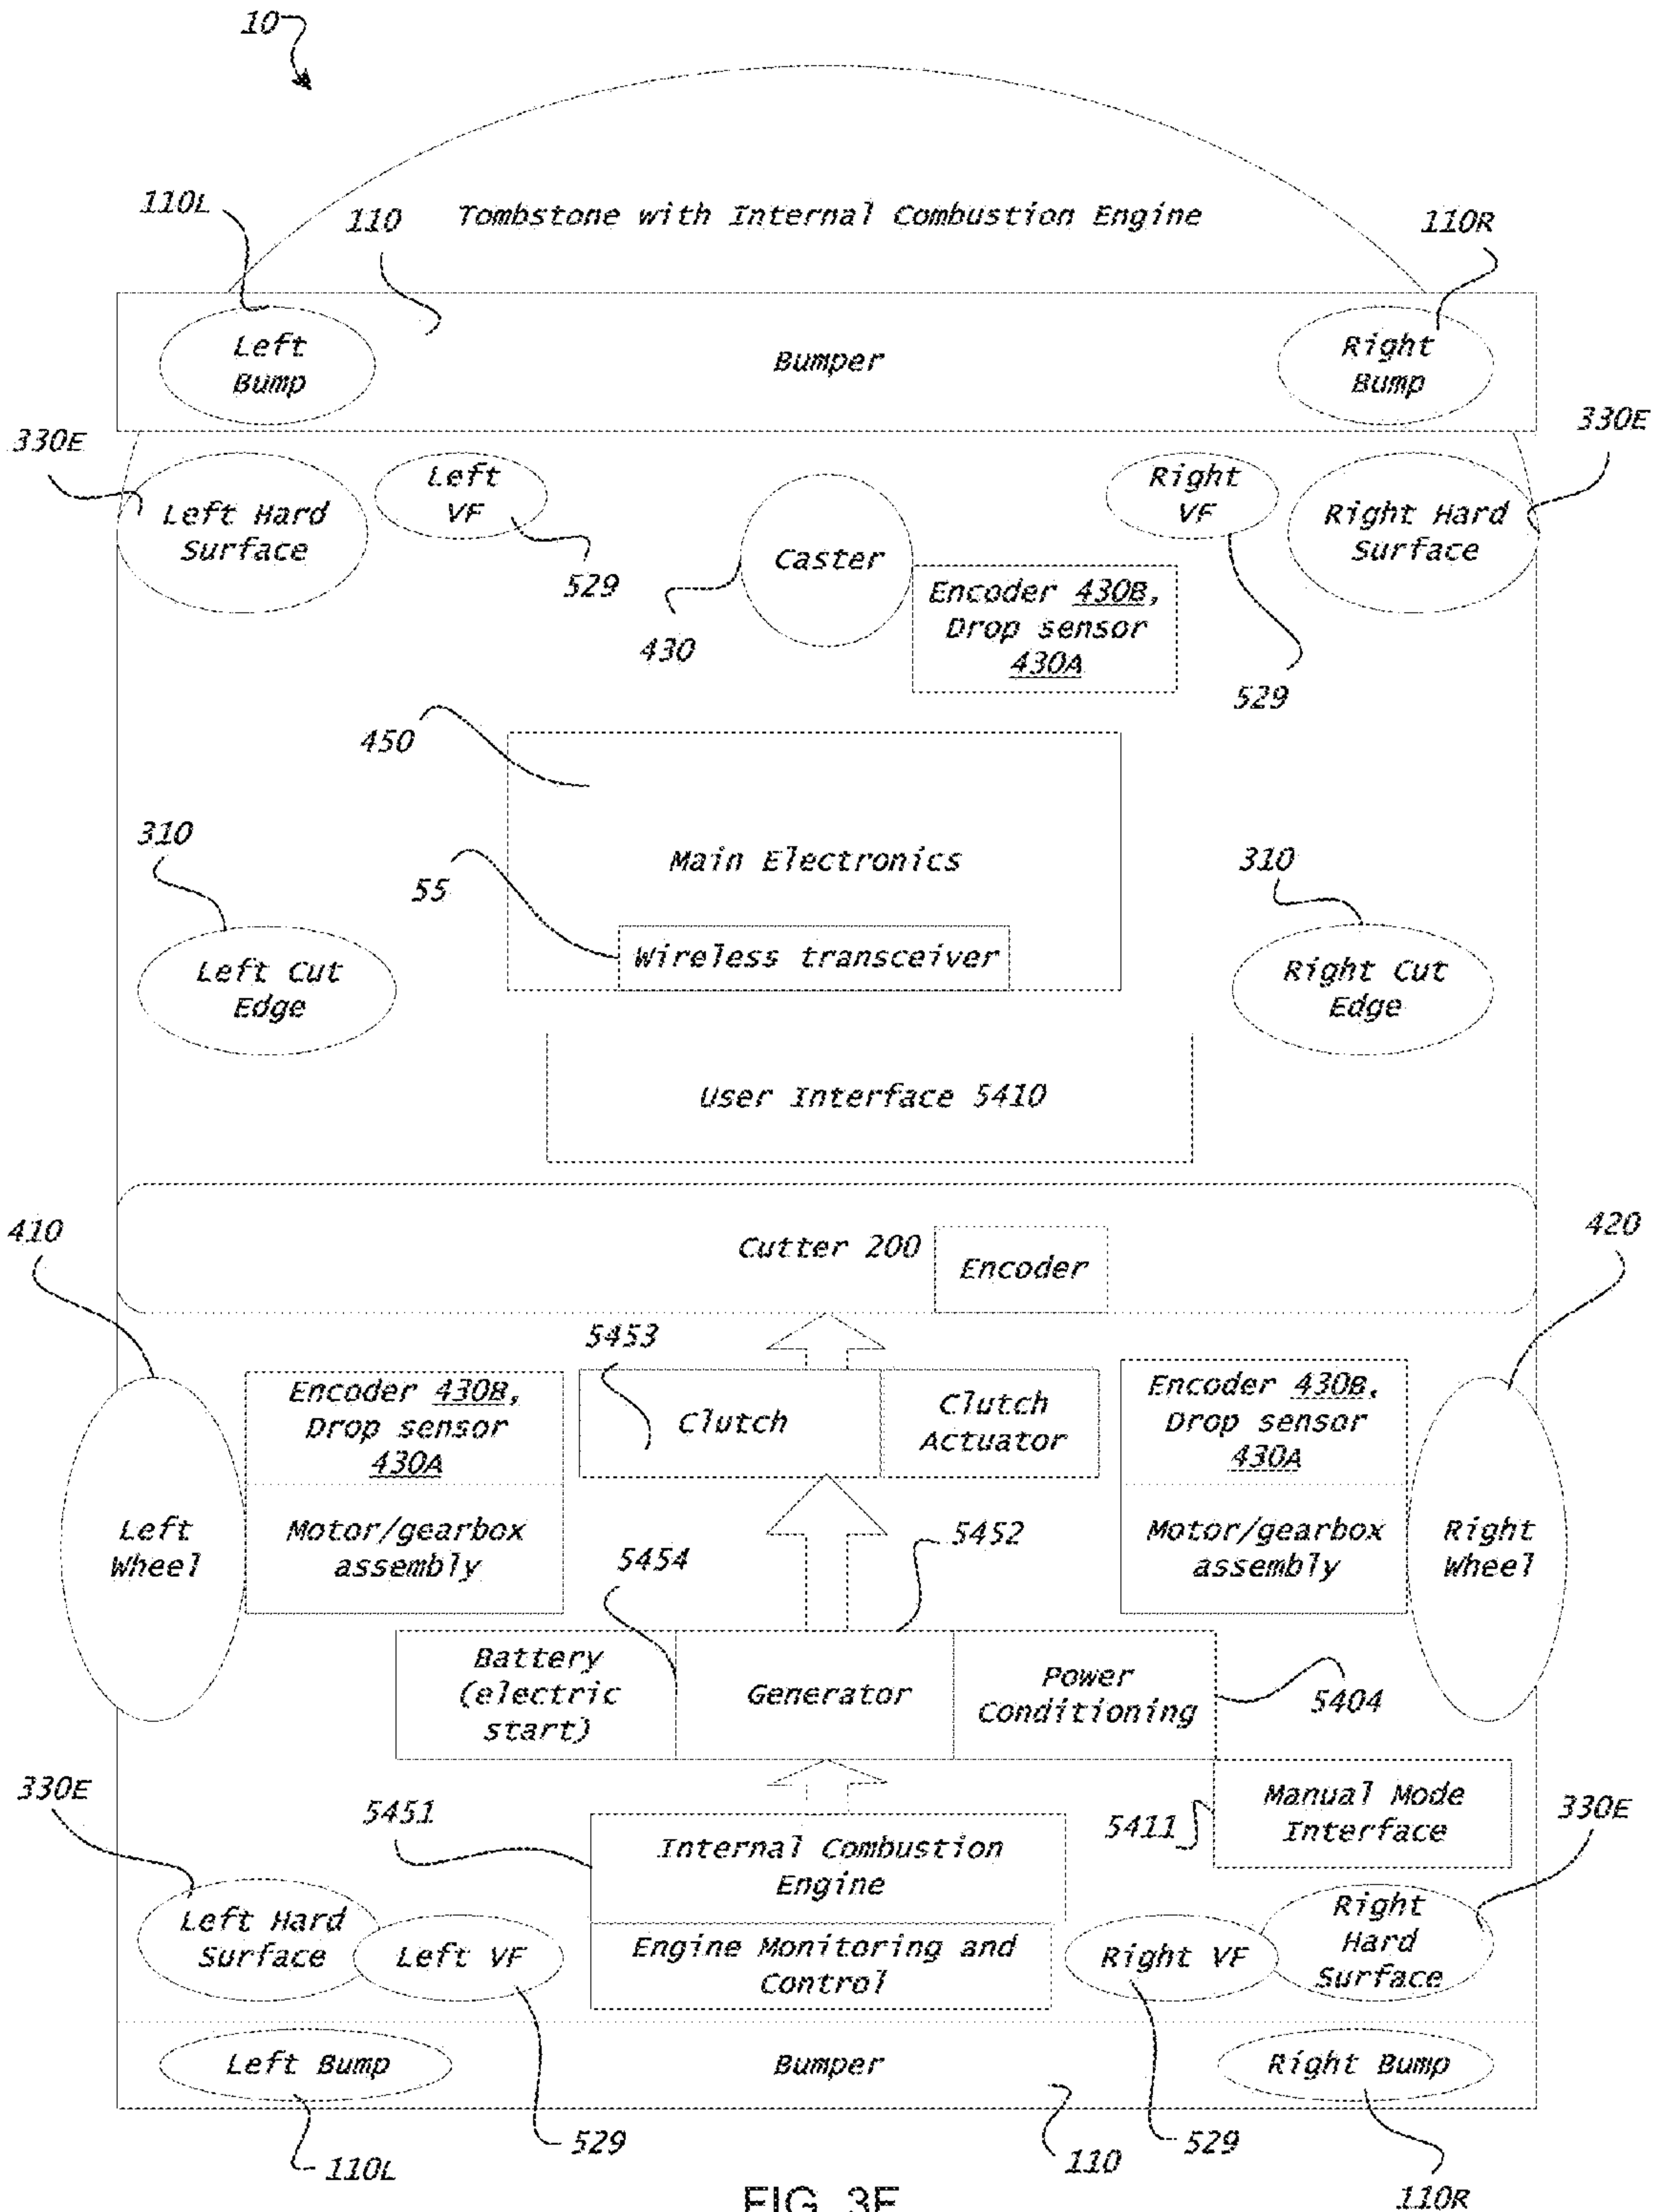 10
Tombstone with Internal Combustion Engine
110L
110
110R
Left
Bump
Bumper
Right
Bump
330E
330E
Left Hard
Surface
Left
VF
529
Caster
430
Encoder 430B,
Drop sensor
430A
Right
VF
529
Right Hard
Surface
450
Main Electronics
55
Wireless transceiver
310
Left Cut
Edge
310
Right Cut
Edge
User Interface 5410
410
Cutter 200
Encoder
420
5453
Encoder 430B,
Drop sensor
430A
Clutch
Clutch
Actuator
Encoder 430B,
Drop sensor
430A
Left
Wheel
Motor/gearbox
assembly
5454
5452
Motor/gearbox
assembly
Right
Wheel
Battery
(electric
start)
Generator
Power
Conditioning
5404
330E
5451
Internal Combustion
Engine
5411
Manual Mode
Interface
330E
Left Hard
Surface
Left VF
Engine Monitoring and
Control
Right VF
Right
Hard
Surface
Left Bump
Bumper
Right Bump
110L
529
110
529
110R